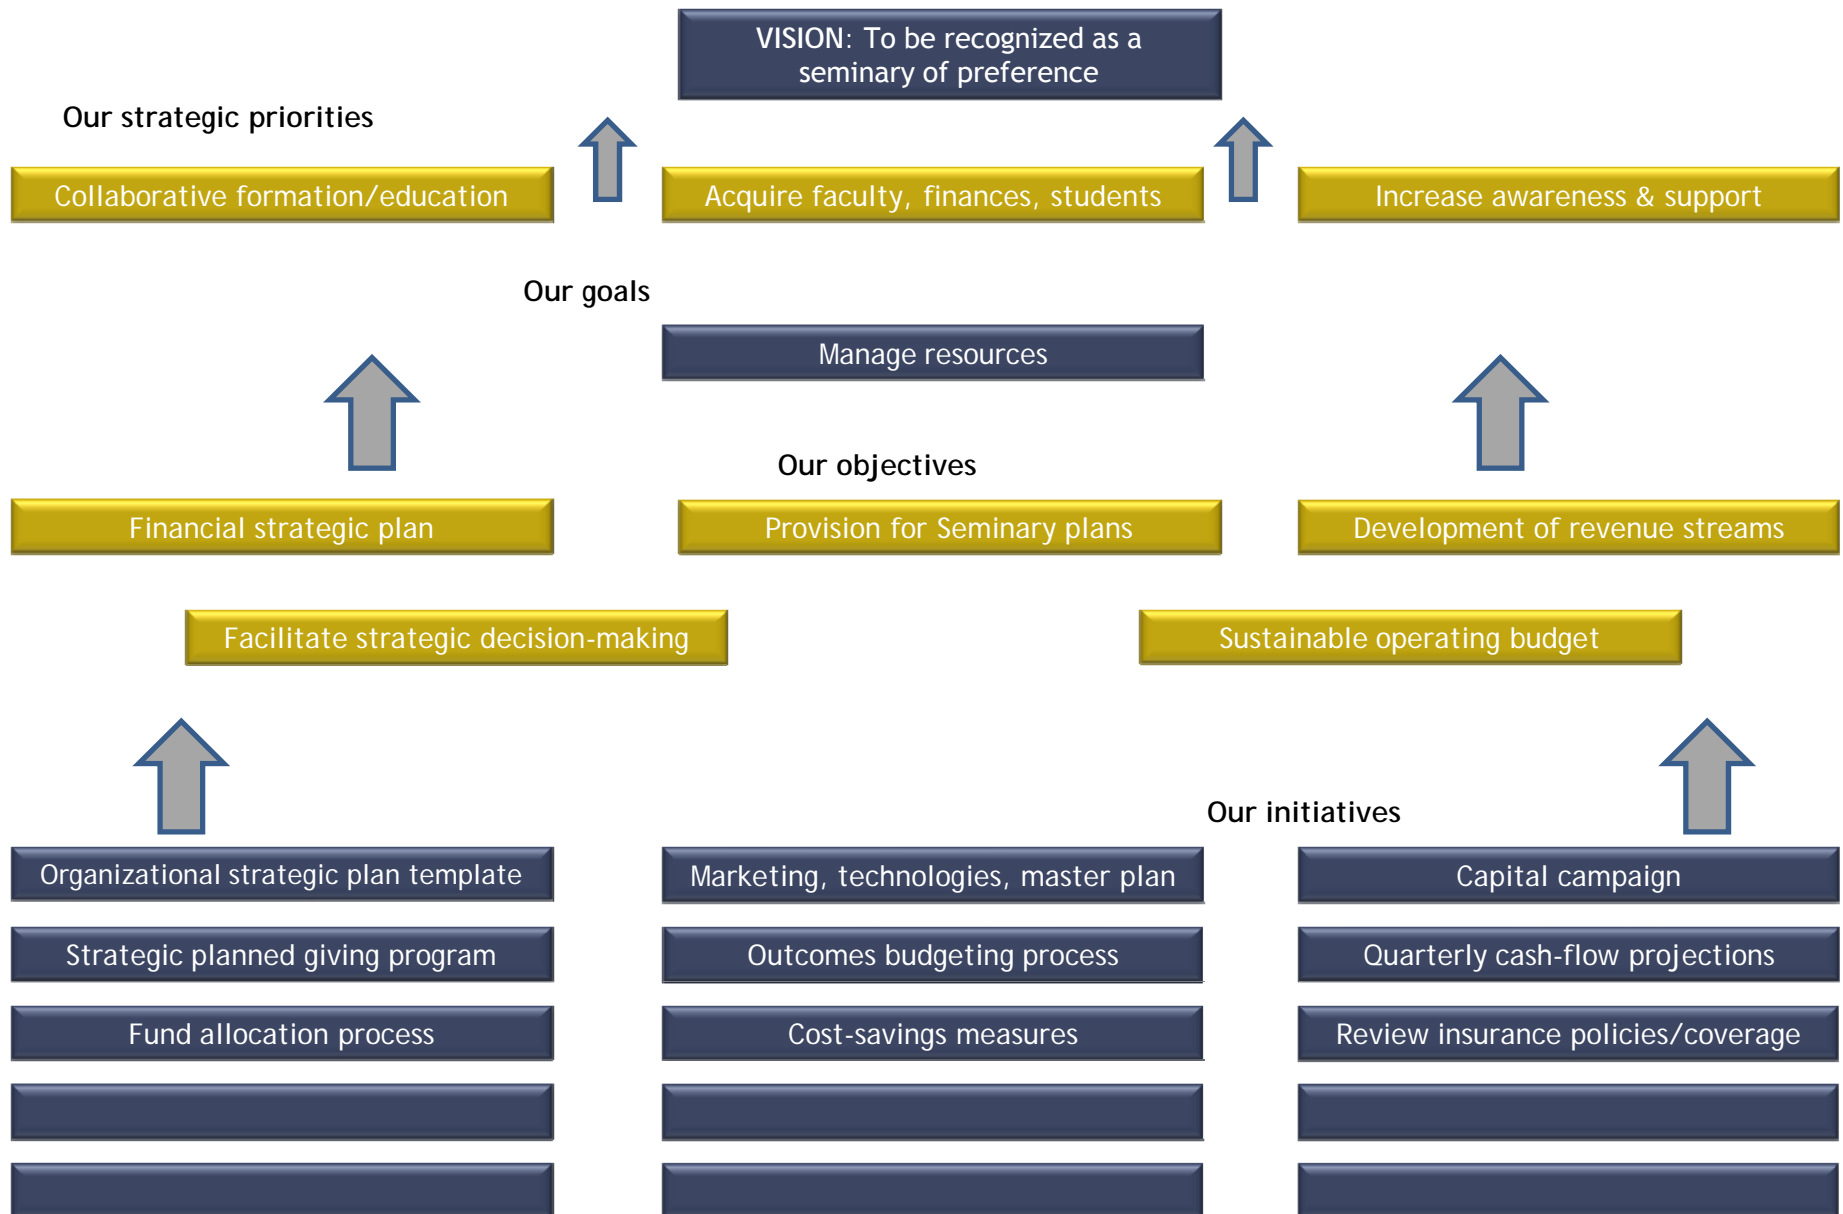 VISION: To be recognized as a
seminary of preference
Our strategic priorities
Collaborative formation/education
Acquire faculty, finances, students
Increase awareness & support
Our goals
Manage resources
Our objectives
Financial strategic plan
Provision for Seminary plans
Development of revenue streams
Facilitate strategic decision-making
Sustainable operating budget
Our initiatives
Organizational strategic plan template
Marketing, technologies, master plan
Capital campaign
Strategic planned giving program
Outcomes budgeting process
Quarterly cash-flow projections
Fund allocation process
Cost-savings measures
Review insurance policies/coverage